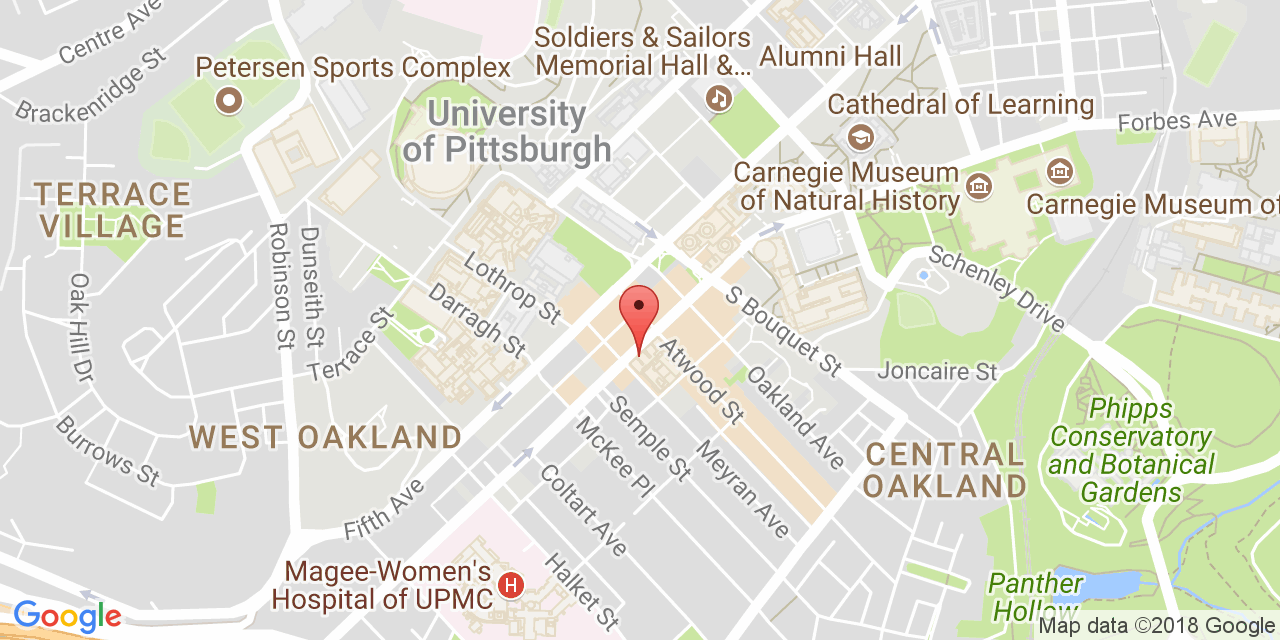 Centre Ave
Brackenridge St
Petersen Sports Complex
Soldiers & Sailors
Memorial Hall &...
Alumni Hall
University
of Pittsburgh
Cathedral of Learning
Forbes Ave
Carnegie Museum
of Natural History
Carnegie Museum of
TERRACE
VILLAGE
Robinson St
Dunseith St
Oak Hill Dr
Lothrop St
Darragh St
Terrace St
Schenley Drive
S Bouquet St
Joncaire St
Atwood St
Oakland Ave
Burrows St
WEST OAKLAND
Semple St
McKee Pl
Meyran Ave
Coltart Ave
Fifth Ave
Halket St
CENTRAL
OAKLAND
Phipps
Conservatory
and Botanical
Gardens
Magee-Women's
Hospital of UPMC
H
Panther
Hollow
Google
Map data ©2018 Google